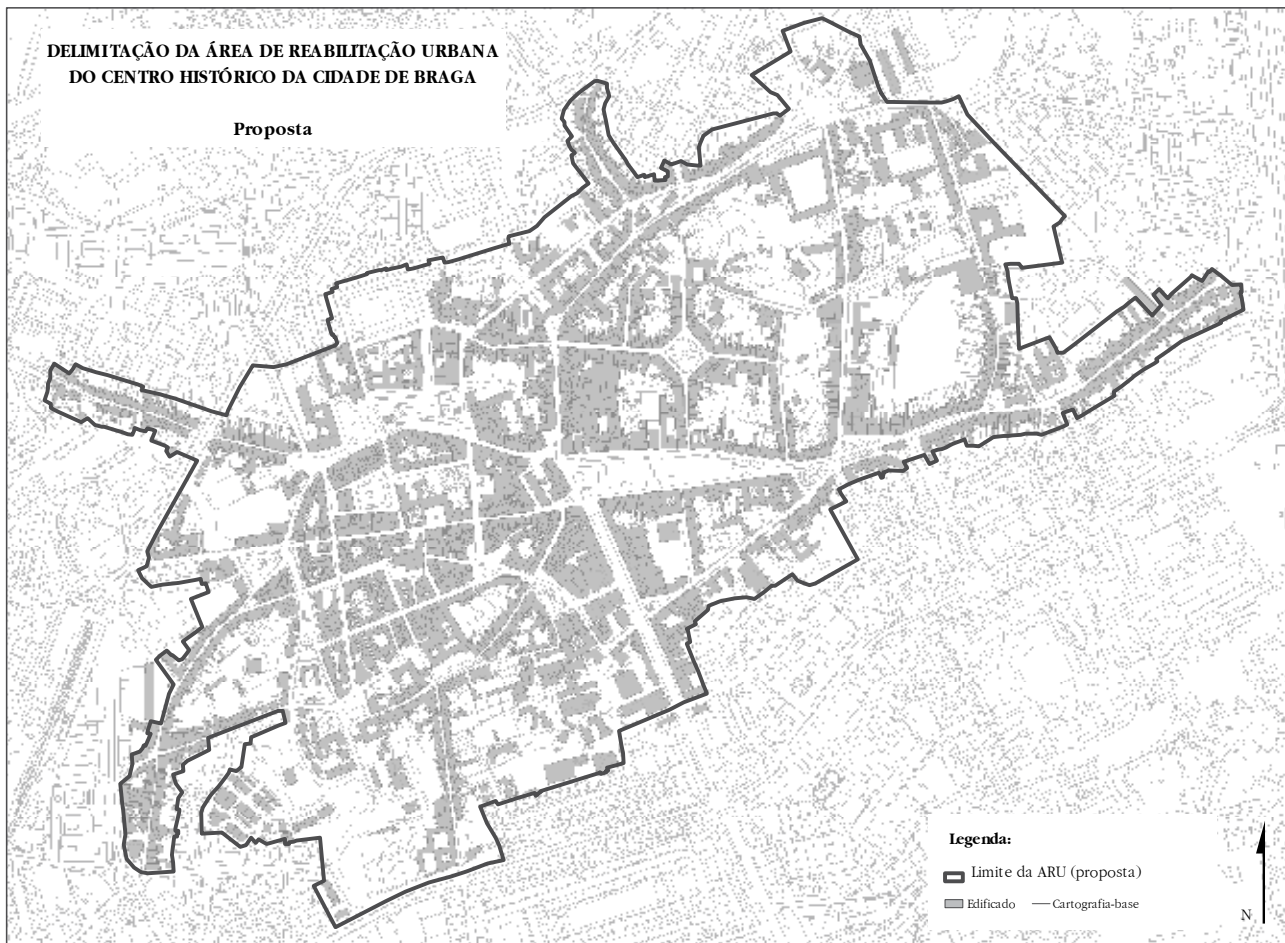 DELIMITAÇÃO DA ÁREA DE REABILITAÇÃO URBANA
DO CENTRO HISTÓRICO DA CIDADE DE BRAGA
Proposta
Legenda:
Limite da ARU (proposta)
Edificado
Cartografia-base
N